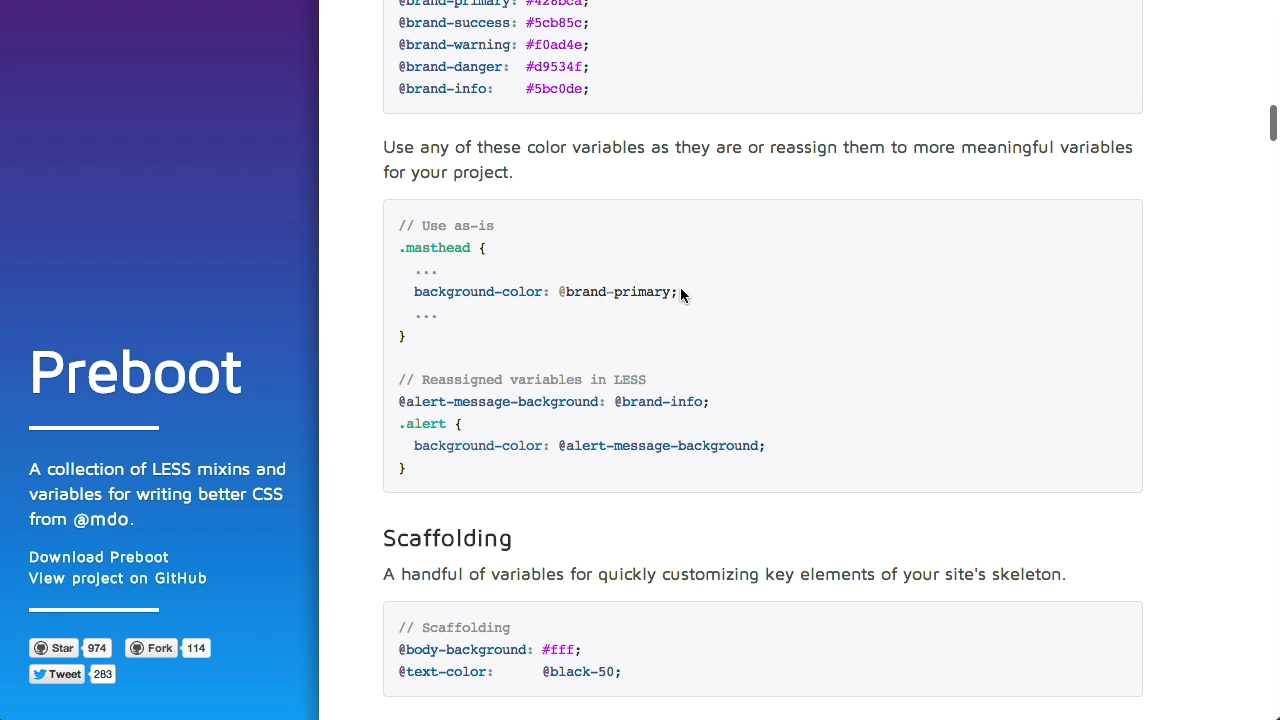 @brand-primary: #428bca;
@brand-success: #5cb85c;
@brand-warning: #f0ad4e;
@brand-danger:  #d9534f;
@brand-info:    #5bc0de;
Use any of these color variables as they are or reassign them to more meaningful variables
for your project.
// Use as-is
.masthead {
  ...
  background-color: @brand-primary;
  ...
}
// Reassigned variables in LESS
@alert-message-background: @brand-info;
.alert {
  background-color: @alert-message-background;
}
Scaffolding
A handful of variables for quickly customizing key elements of your site's skeleton.
// Scaffolding
@body-background: #fff;
@text-color:      @black-50;
Preboot
A collection of LESS mixins and
variables for writing better CSS
from @mdo.
Download Preboot
View project on GitHub
Star 974 Fork 114
Tweet 283